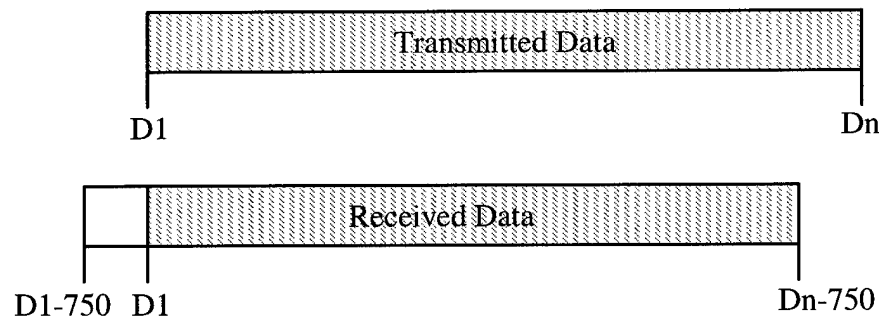 Transmitted Data
D1
Dn
Received Data
D1-750
D1
Dn-750